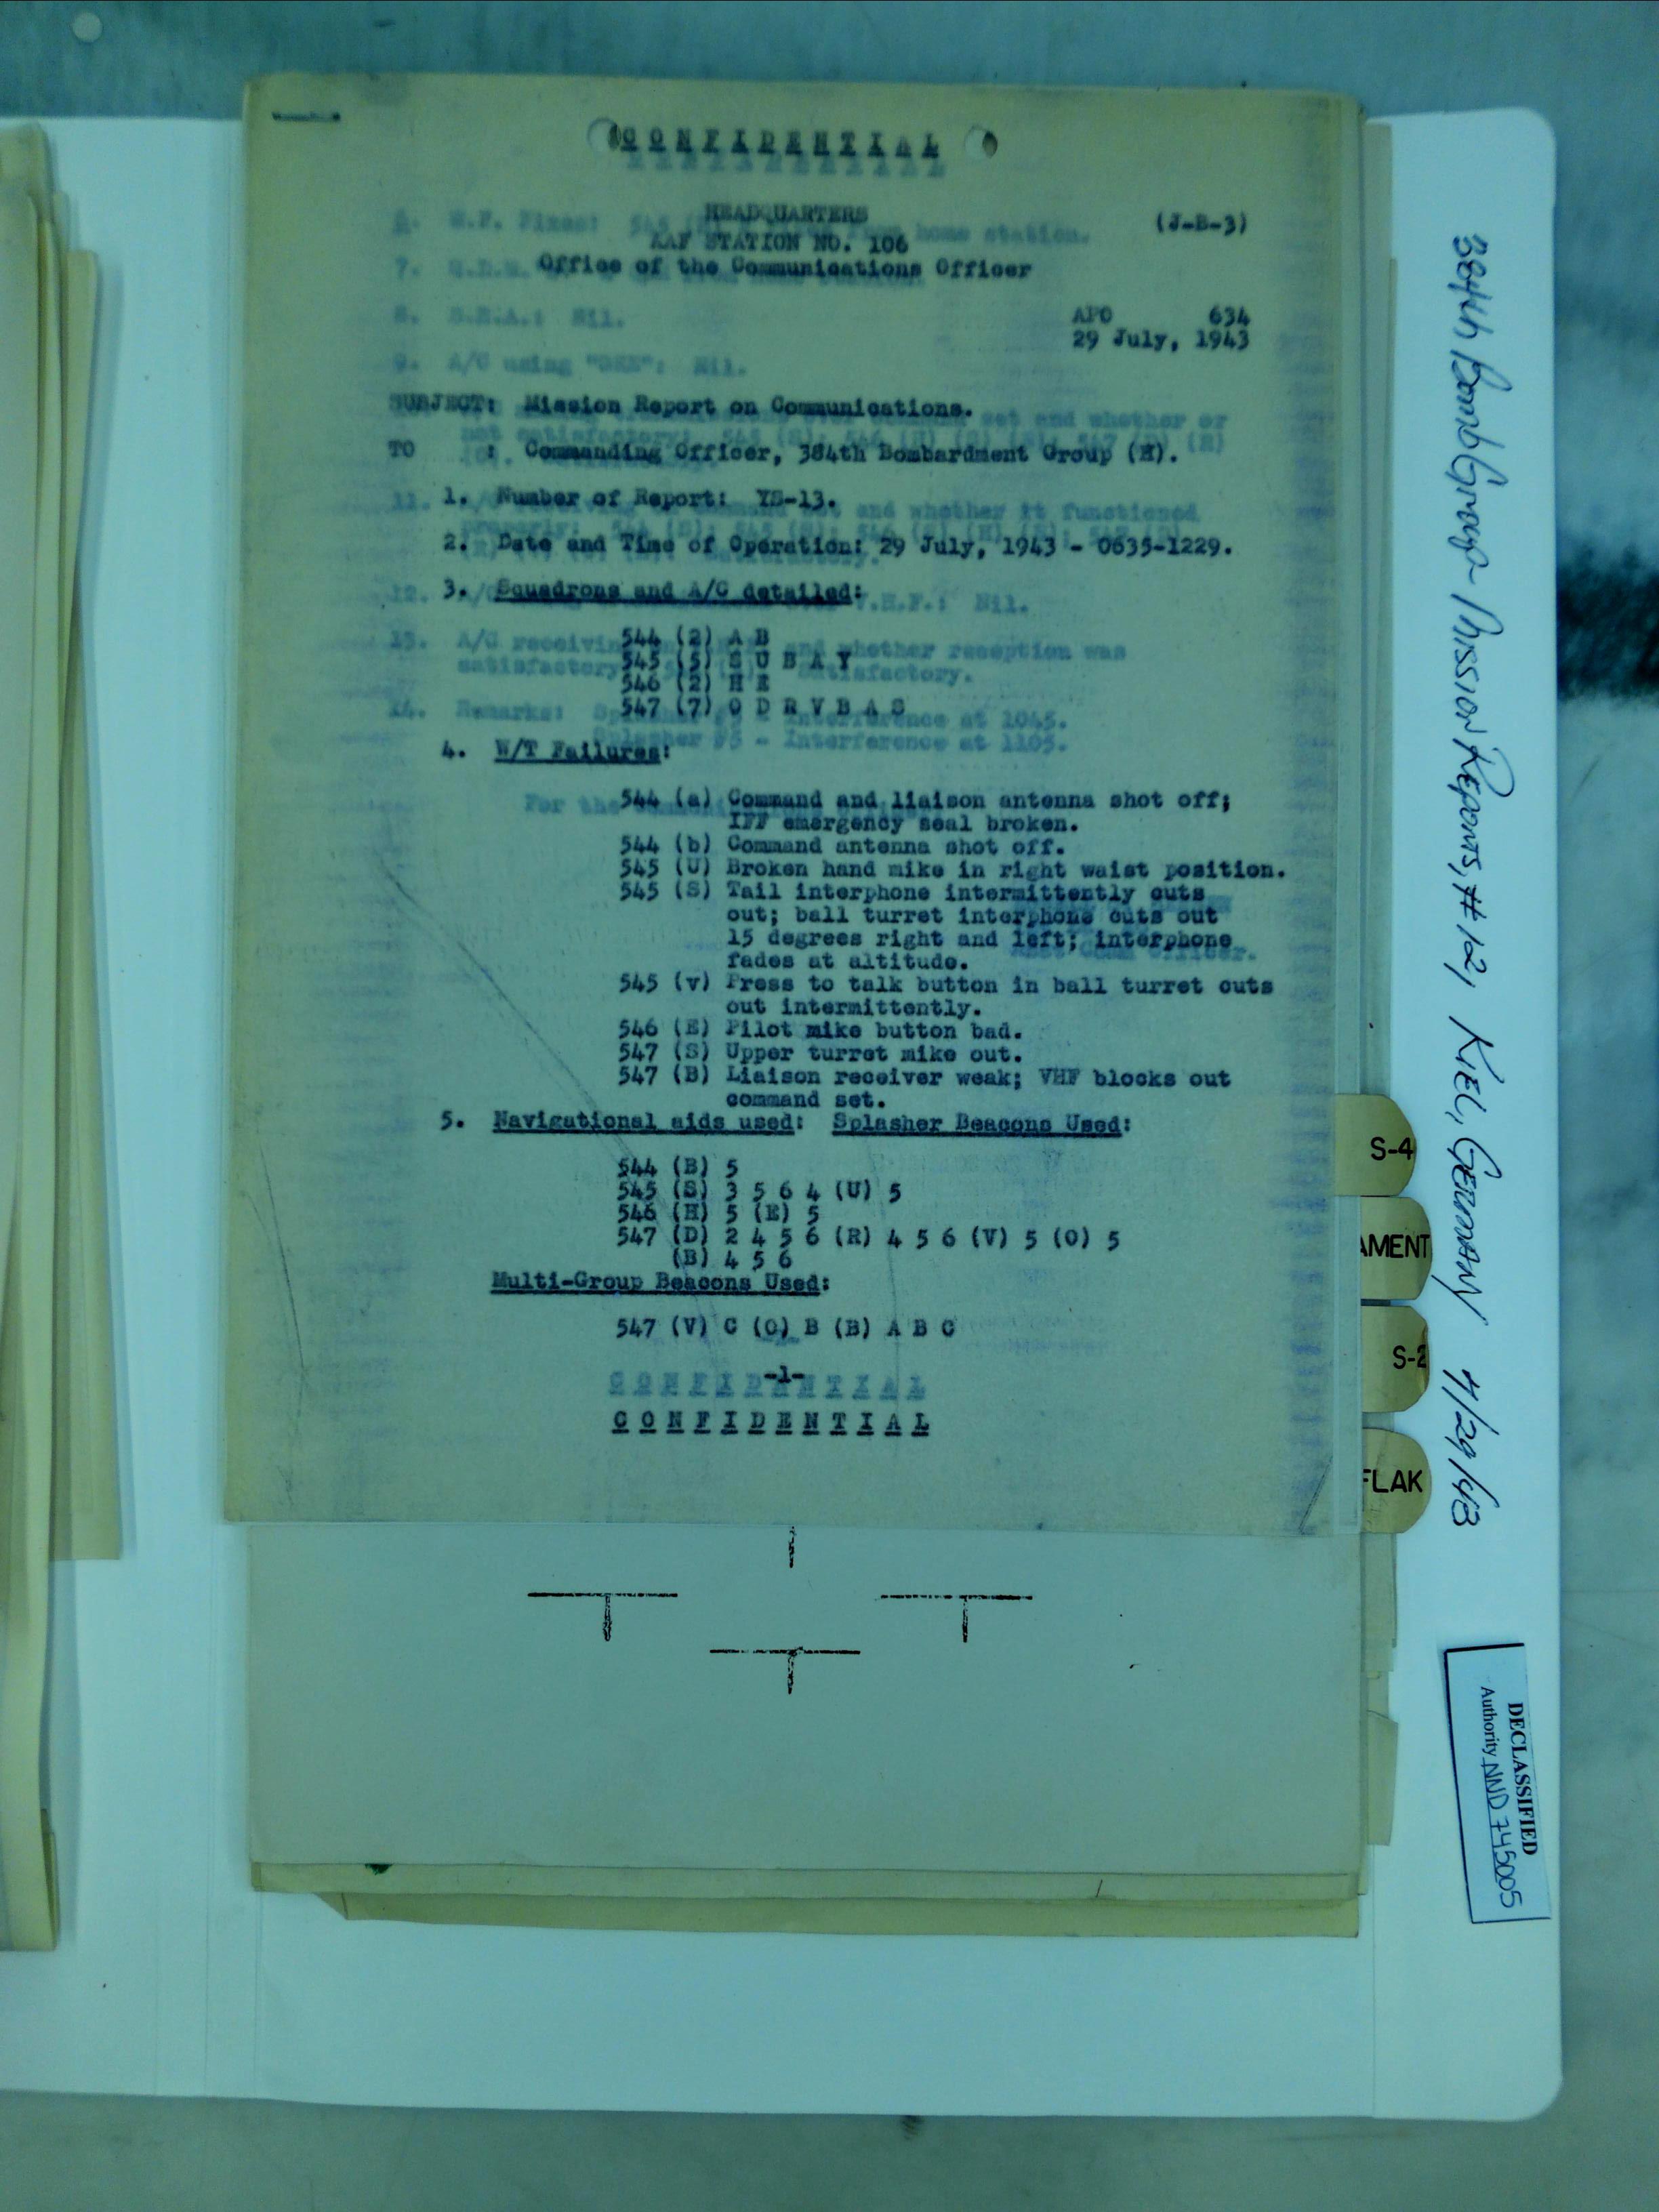 CONFIDENTIAL
HEADQUARTERS
AAF STATION NO. 106
Office of the Communications Officer
(J-B-3)
APO 634
29 July, 1943
SUBJECT: Mission Report on Communications.
TO : Commanding Officer, 384th Bombardment Group (H).
1. Number of Report: YS-13.
2. Date and Time of Operation: 29 July, 1943 - 0635-1229.
3. Squadrons and A/C detailed:
544 (2) A B
545 (5) S U B A Y
546 (2) H E
547 (7) O D R V B A S
4. W/T Failures:
544 (a) Command and liaison antenna shot off;
IFF emergency seal broken.
544 (b) Command antenna shot off.
545 (U) Broken hand mike in right waist position.
545 (S) Tail interphone intermittently cuts
out; ball turret interphone cuts out
15 degrees right and left; interphone
fades at altitude.
545 (v) Press to talk button in ball turret cuts
out intermittently.
546 (E) Pilot mike button bad.
547 (S) Upper turret mike out.
547 (B) Liaison receiver weak; VHF blocks out
command set.
5. Navigational aids used: Splasher Beacons Used:
544 (B) 5
545 (S) 3 5 6 4 (U) 5
546 (H) 5 (E) 5
547 (D) 2 4 5 6 (R) 4 5 6 (V) 5 (O) 5
(B) 4 5 6
Multi-Group Beacons Used:
547 (V) C (O) B (B) A B C
-1-
CONFIDENTIAL
CONFIDENTIAL
S-4
AMENT
S-2
FLAK
384th Bomb Group - Mission Reports, #12, KIEL, GERMANY 7/29/43
DECLASSIFIED
Authority NND 745005